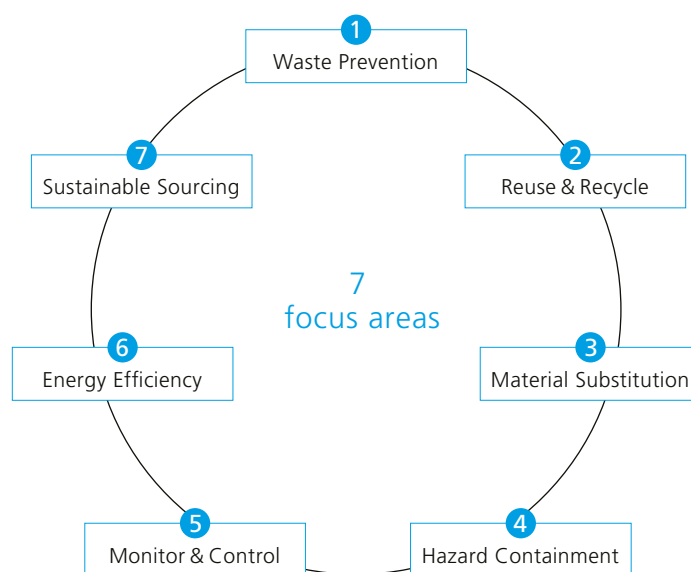 1
Waste Prevention
7
Sustainable Sourcing
2
Reuse & Recycle
7
focus areas
6
Energy Efficiency
3
Material Substitution
5
Monitor & Control
4
Hazard Containment